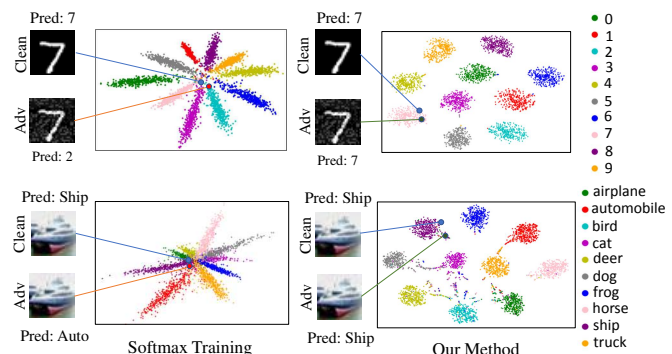 Pred: 7
Clean
Adv
Pred: 2
Pred: 7
Clean
Adv
Pred: 7
0
1
2
3
4
5
6
7
8
9
Pred: Ship
Clean
Adv
Pred: Auto
Softmax Training
Pred: Ship
Clean
Adv
Pred: Ship
Our Method
airplane
automobile
bird
cat
deer
dog
frog
horse
ship
truck